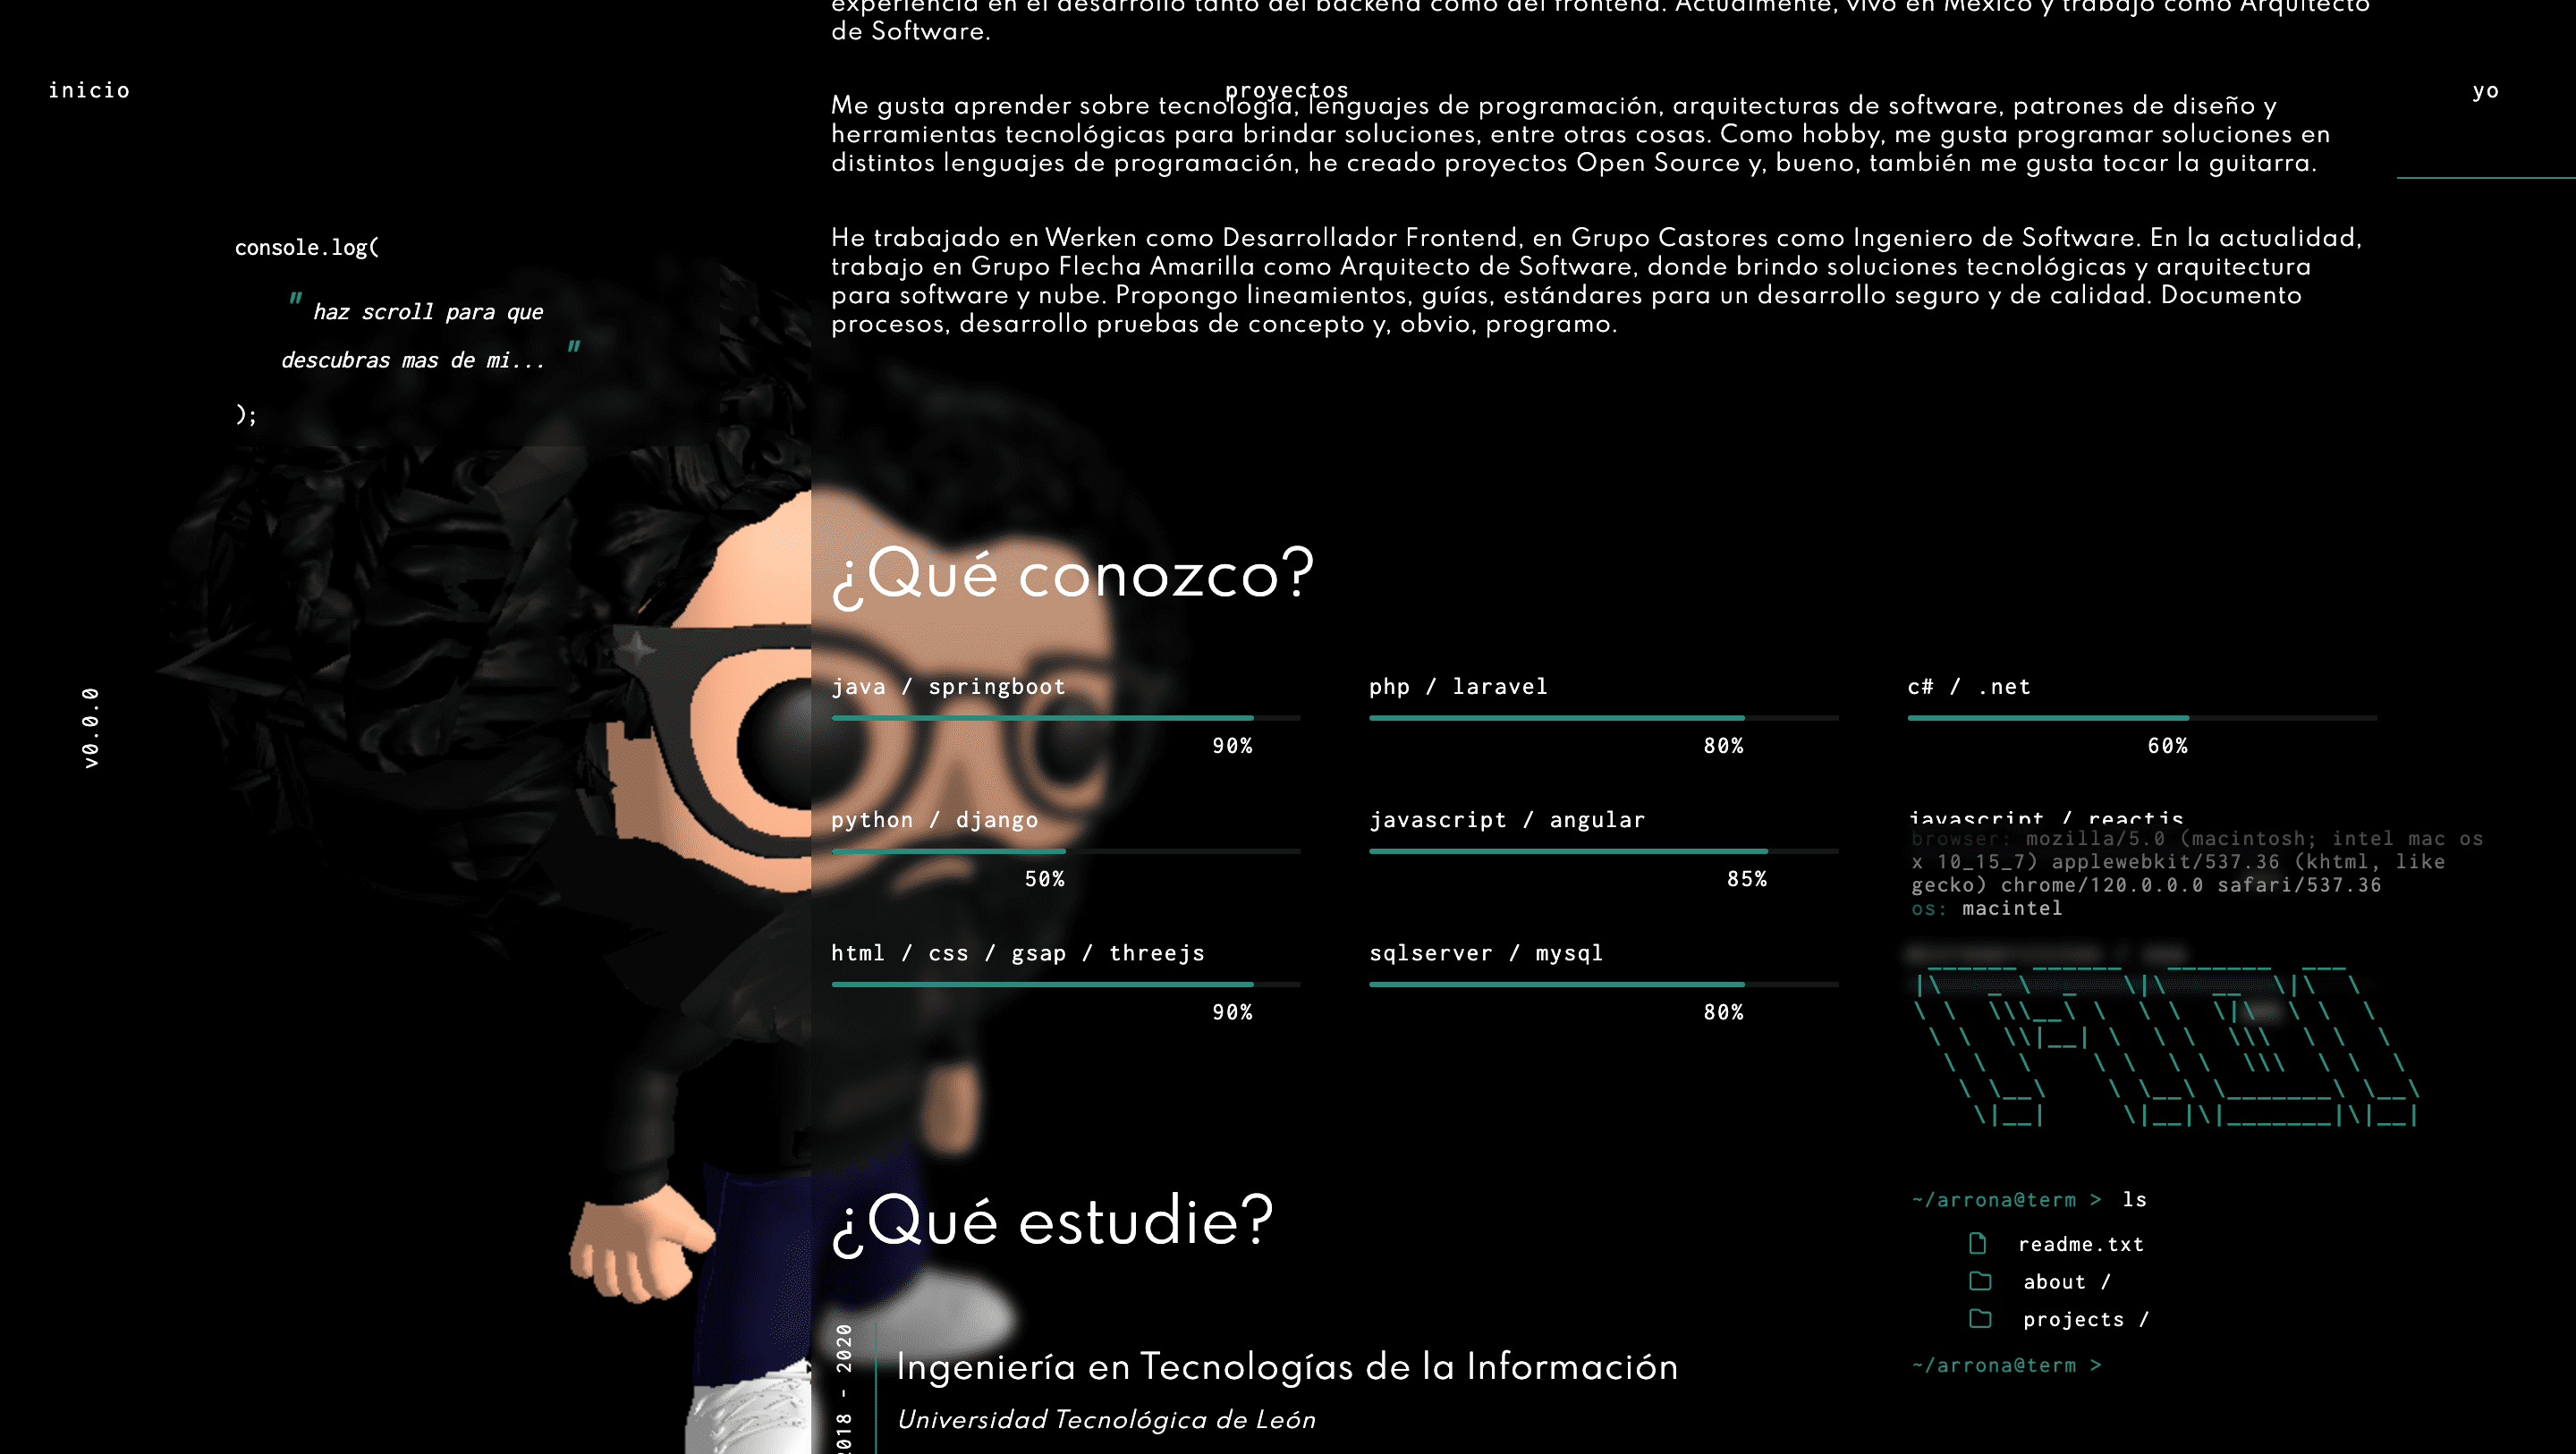 experiencia en el desarrollo tanto del backend como del frontend. Actualmente, vivo en México y trabajo como Arquitecto
de Software.
inicio
proyectos
yo
Me gusta aprender sobre tecnología, lenguajes de programación, arquitecturas de software, patrones de diseño y
herramientas tecnológicas para brindar soluciones, entre otras cosas. Como hobby, me gusta programar soluciones en
distintos lenguajes de programación, he creado proyectos Open Source y, bueno, también me gusta tocar la guitarra.
He trabajado en Werken como Desarrollador Frontend, en Grupo Castores como Ingeniero de Software. En la actualidad,
trabajo en Grupo Flecha Amarilla como Arquitecto de Software, donde brindo soluciones tecnológicas y arquitectura
para software y nube. Propongo lineamientos, guías, estándares para un desarrollo seguro y de calidad. Documento
procesos, desarrollo pruebas de concepto y, obvio, programo.
console.log(
" haz scroll para que
descubras mas de mi... "
);
v0.0.0
¿Qué conozco?
java / springboot
90%
php / laravel
80%
c# / .net
60%
python / django
50%
javascript / angular
85%
javascript / reactjs
html / css / gsap / threejs
90%
sqlserver / mysql
80%
browser: mozilla/5.0 (macintosh; intel mac os
x 10_15_7) applewebkit/537.36 (khtml, like
gecko) chrome/120.0.0.0 safari/537.36
os: macintel
~/arrona@term > ls
readme.txt
about /
projects /
~/arrona@term >
¿Qué estudie?
2018 - 2020
Ingeniería en Tecnologías de la Información
Universidad Tecnológica de León